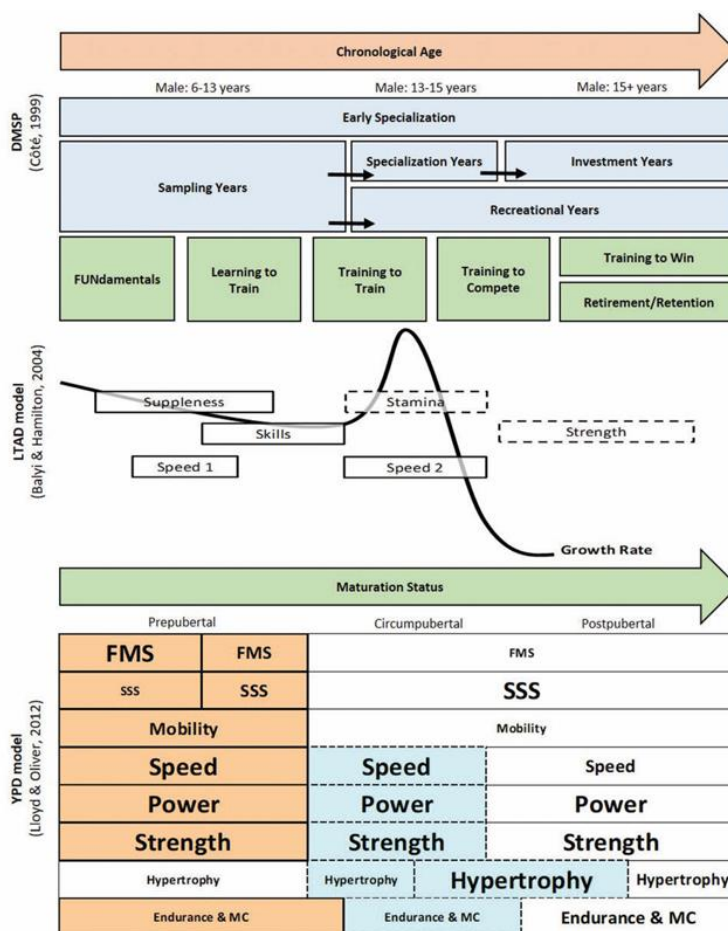 Chronological Age
Male: 6-13 years
Male: 13-15 years
Male: 15+ years
DMSP
(Côté, 1999)
Early Specialization
Sampling Years
Specialization Years
Investment Years
Recreational Years
FUNdamentals
Learning to
Train
Training to
Train
Training to
Compete
Training to Win
Retirement/Retention
LTAD model
(Balyi & Hamilton, 2004)
Suppleness
Stamina
Skills
Strength
Speed 1
Speed 2
Growth Rate
Maturation Status
Prepubertal
Circumpubertal
Postpubertal
YPD model
(Lloyd & Oliver, 2012)
FMS
FMS
FMS
SSS
SSS
SSS
Mobility
Mobility
Speed
Speed
Speed
Power
Power
Power
Strength
Strength
Strength
Hypertrophy
Hypertrophy
Hypertrophy
Hypertrophy
Endurance & MC
Endurance & MC
Endurance & MC